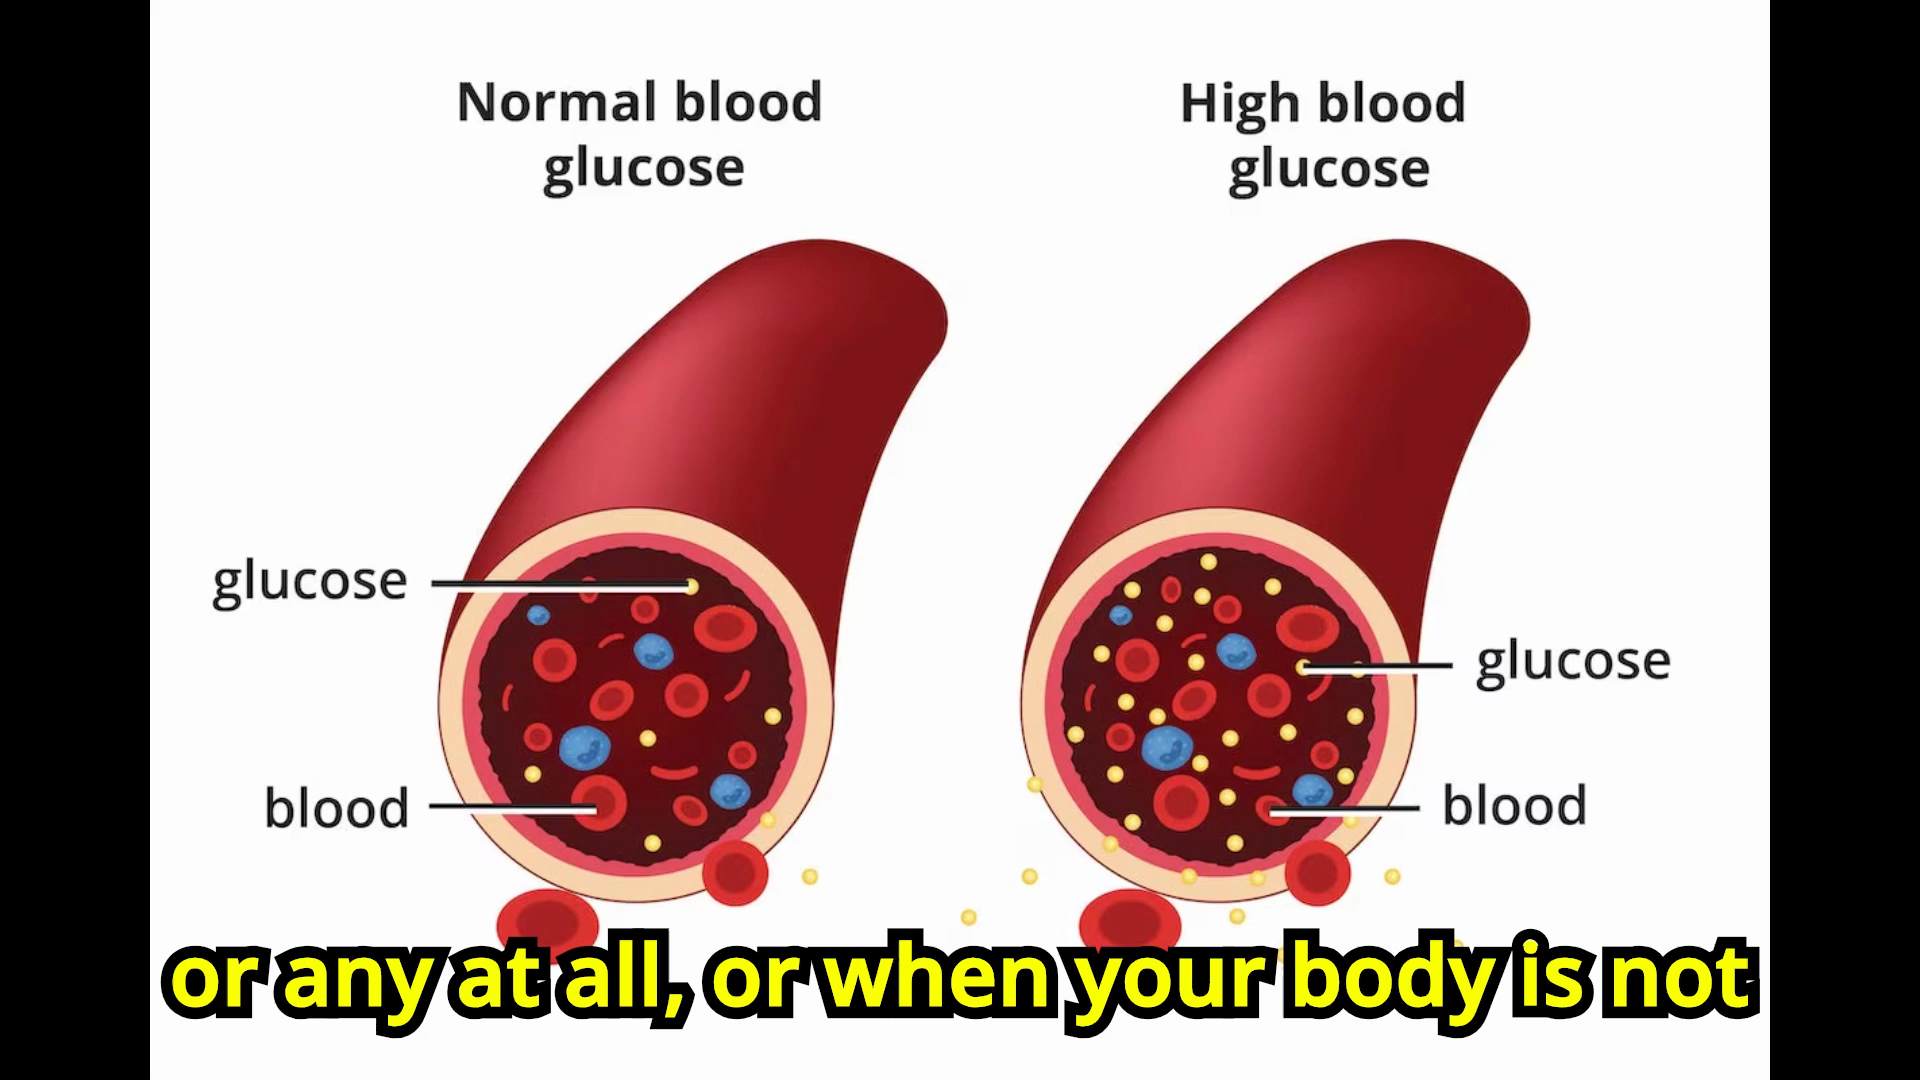 Normal blood
glucose
High blood
glucose
glucose
blood
glucose
blood
or any at all, or when your body is not